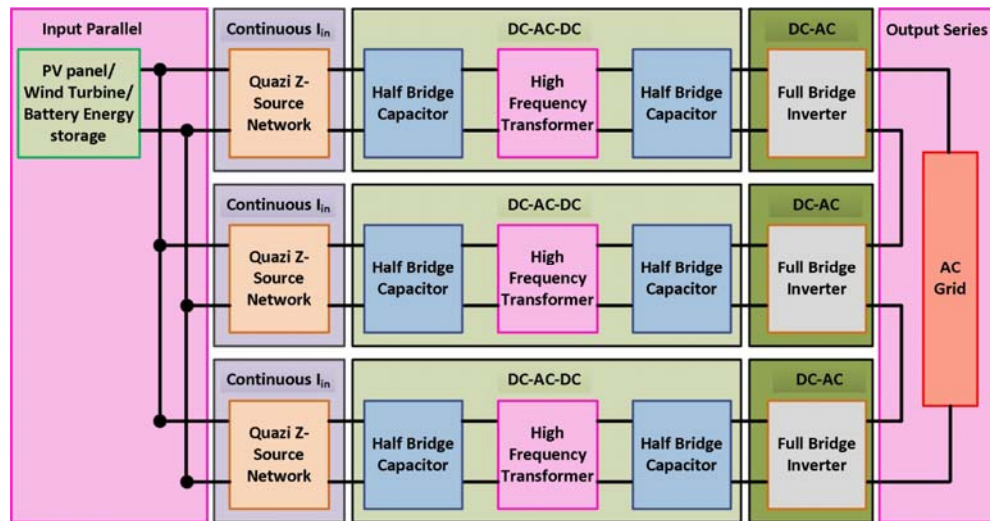 Input Parallel
PV panel/
Wind Turbine/
Battery Energy
storage
Continuous Iin
Quazi Z-
Source
Network
DC-AC-DC
Half Bridge
Capacitor
High
Frequency
Transformer
Half Bridge
Capacitor
DC-AC
Full Bridge
Inverter
Output Series
Continuous Iin
Quazi Z-
Source
Network
DC-AC-DC
Half Bridge
Capacitor
High
Frequency
Transformer
Half Bridge
Capacitor
DC-AC
Full Bridge
Inverter
AC
Grid
Continuous Iin
Quazi Z-
Source
Network
DC-AC-DC
Half Bridge
Capacitor
High
Frequency
Transformer
Half Bridge
Capacitor
DC-AC
Full Bridge
Inverter